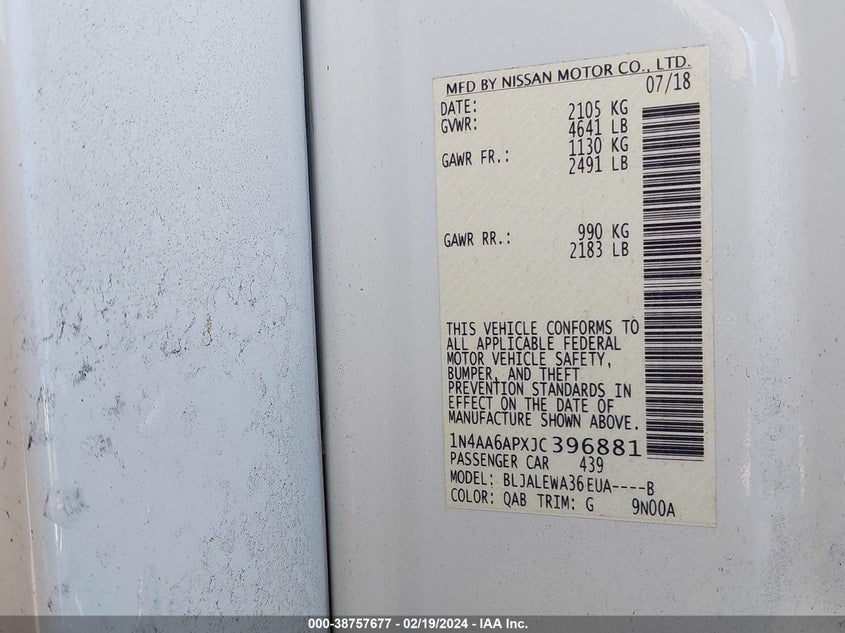 MFD BY NISSAN MOTOR CO., LTD.
07/18
DATE:
GVWR: 2105 KG
4641 LB
GAWR FR.: 1130 KG
2491 LB
GAWR RR.: 990 KG
2183 LB
THIS VEHICLE CONFORMS TO
ALL APPLICABLE FEDERAL
MOTOR VEHICLE SAFETY,
BUMPER, AND THEFT
PREVENTION STANDARDS IN
EFFECT ON THE DATE OF
MANUFACTURE SHOWN ABOVE.
1N4AA6APXJC396881
PASSENGER CAR 439
MODEL: BLJALEWA36EUA----B
COLOR: QAB TRIM: G 9N00A
000-38757677 - 02/19/2024 - IAA Inc.